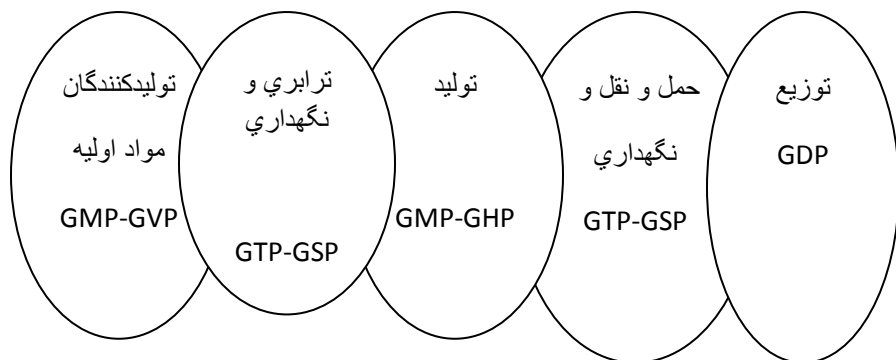 تولیدکنندگان
مواد اولیه
GMP-GVP
ترابري و
نگهداري
GTP-GSP
تولید
GMP-GHP
حمل و نقل و
نگهداري
GTP-GSP
توزیع
GDP